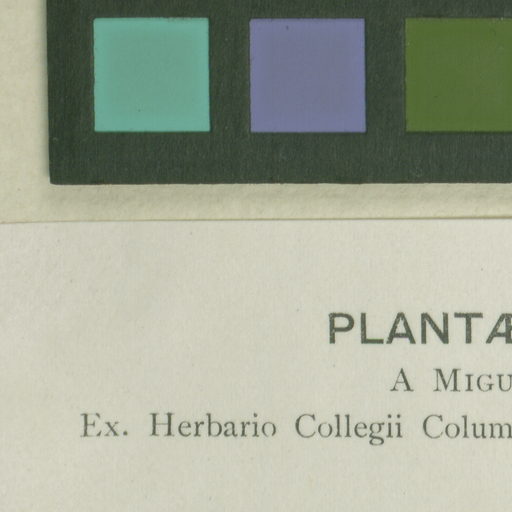 PLANTÆ
A MIGU
Ex. Herbario Collegii Colum